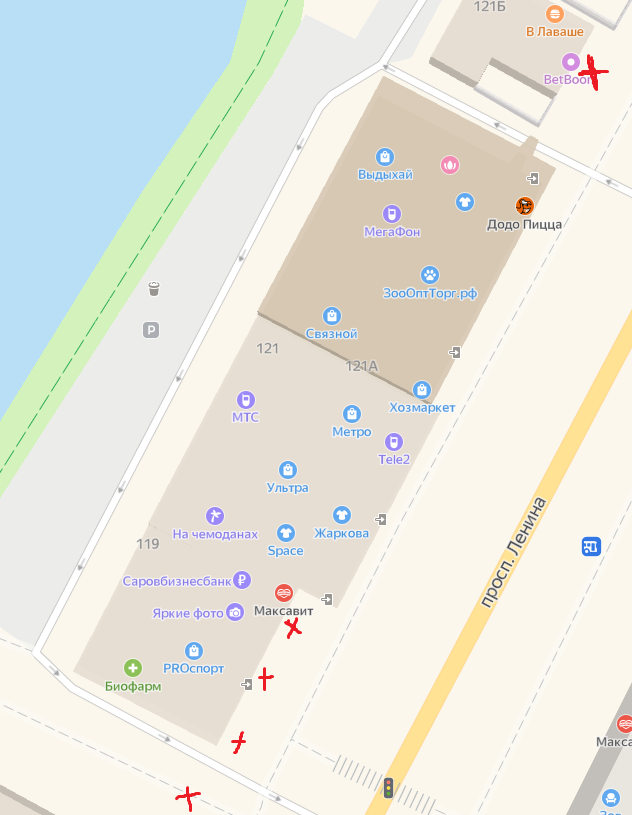 121Б
В Лаваше
BetBoom
Выдыхай
Додо Пицца
МегаФон
ЗооОптТорг.рф
Связной
121
121А
Хозмаркет
МТС
Метро
Tele2
Ультра
На чемоданах
Жаркова
Space
119
просп. Ленина
Саровбизнесбанк
Максавит
Яркие фото
PROспорт
Биофарм
P
₽